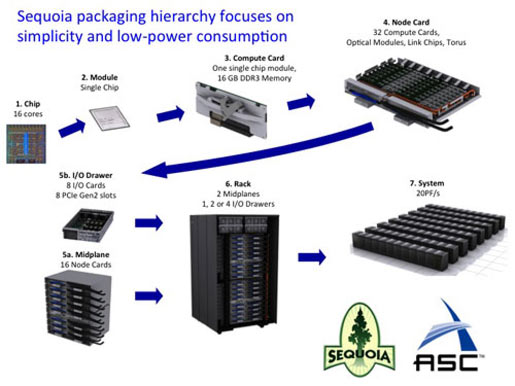 Sequoia packaging hierarchy focuses on
simplicity and low-power consumption
1. Chip
16 cores
2. Module
Single Chip
3. Compute Card
One single chip module,
16 GB DDR3 Memory
4. Node Card
32 Compute Cards,
Optical Modules, Link Chips, Torus
5b. I/O Drawer
8 I/O Cards
8 PCIe Gen2 slots
5a. Midplane
16 Node Cards
6. Rack
2 Midplanes
1, 2 or 4 I/O Drawers
7. System
20PF/s
SEQUOIA
ASC™